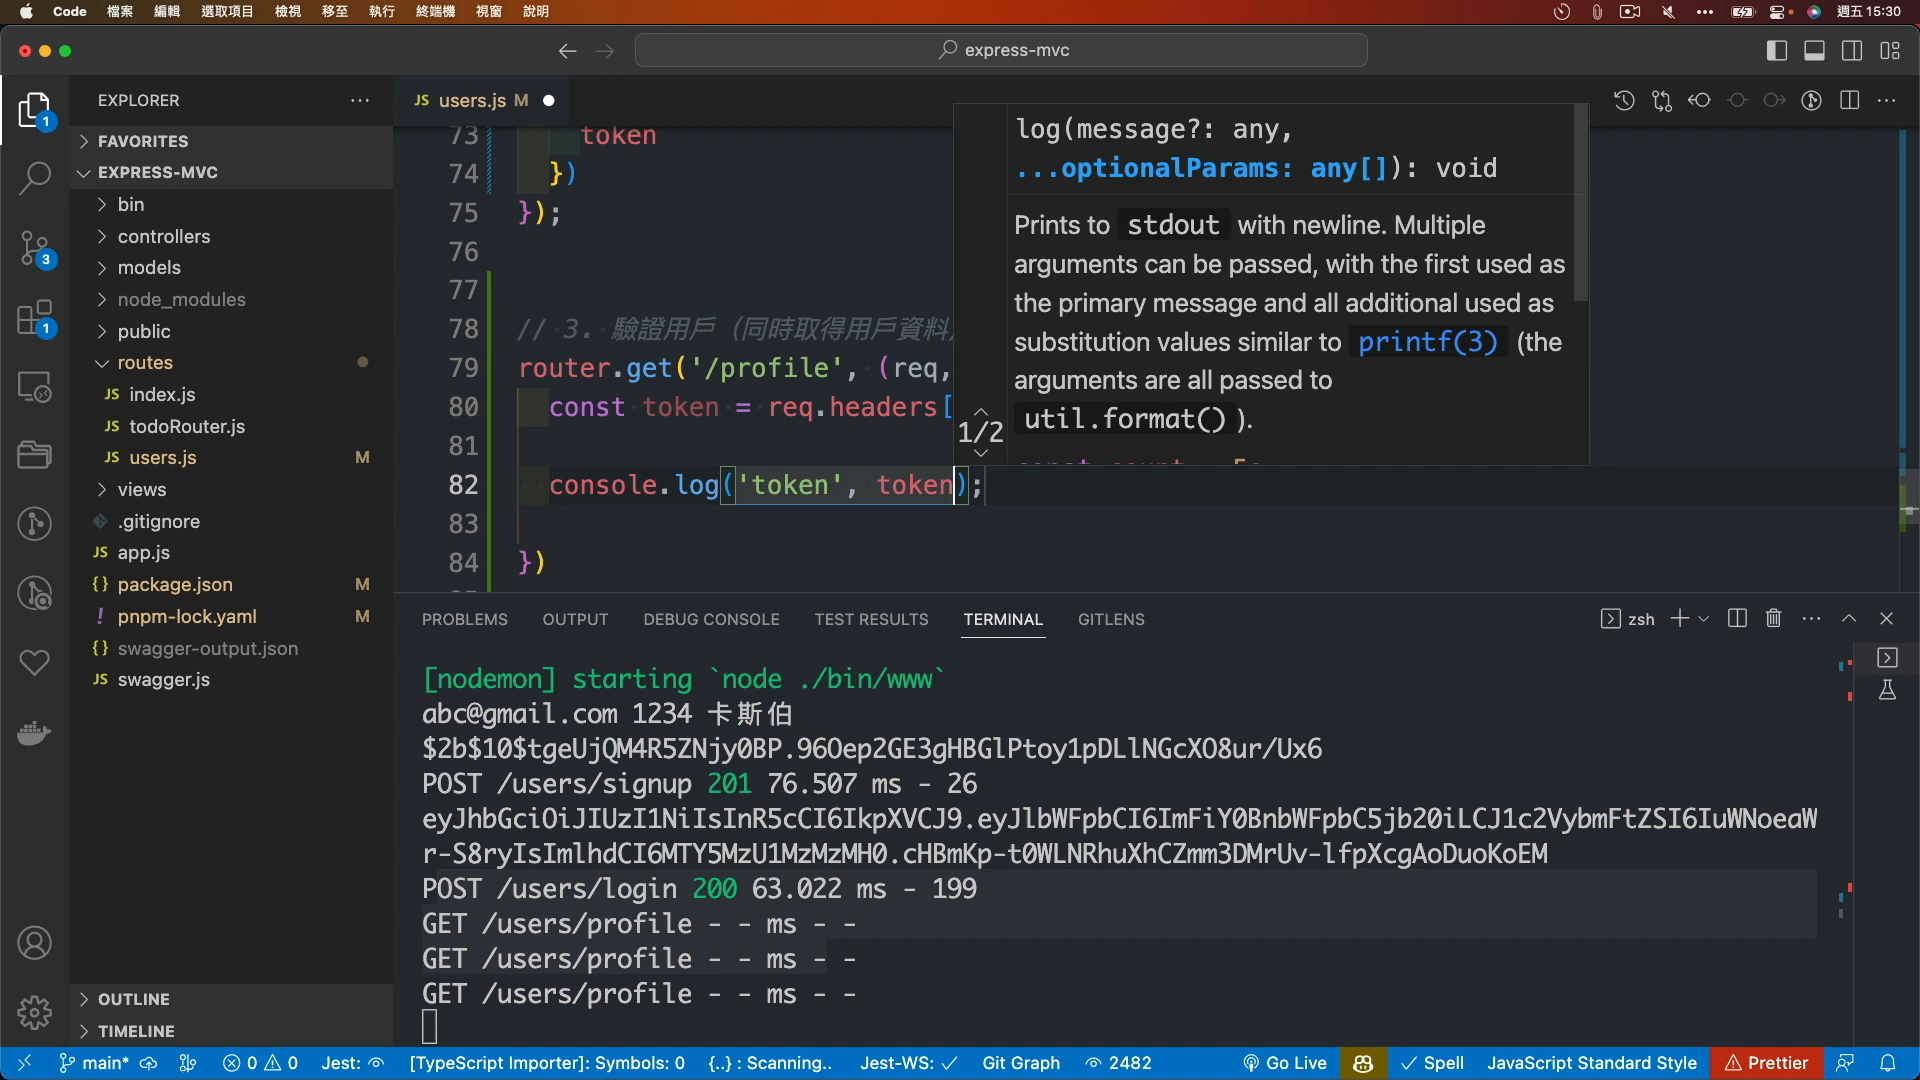 Code 檔案 編輯 選取項目 檢視 移至 執行 終端機 視窗 說明
週五 15:30
express-mvc
EXPLORER
FAVORITES
EXPRESS-MVC
bin
controllers
models
node_modules
public
routes
JS index.js
JS todoRouter.js
JS users.js M
views
.gitignore
JS app.js
{} package.json M
! pnpm-lock.yaml M
{} swagger-output.json
JS swagger.js
OUTLINE
TIMELINE
1
3
1
JS users.js M
73 token
74 })
75 });
76
77
78 // 3. 驗證用戶 (同時取得用戶資料
79 router.get('/profile', (req,
80 const token = req.headers[
81
82 console.log('token', token);
83
84 })
log(message?: any,
...optionalParams: any[]): void
Prints to stdout with newline. Multiple
arguments can be passed, with the first used as
the primary message and all additional used as
substitution values similar to printf(3) (the
arguments are all passed to
util.format() ).
1/2
PROBLEMS OUTPUT DEBUG CONSOLE TEST RESULTS TERMINAL GITLENS
zsh
[nodemon] starting `node ./bin/www`
abc@gmail.com 1234 卡斯伯
$2b$10$tgeUjQM4R5ZNjy0BP.96Oep2GE3gHBGlPtoy1pDLlNGcXO8ur/Ux6
POST /users/signup 201 76.507 ms - 26
eyJhbGciOiJIUzI1NiIsInR5cCI6IkpXVCJ9.eyJlbWFpbCI6ImFiY0BnbWFpbC5jb20iLCJ1c2VybmFtZSI6IuWNoeaW
r-S8ryIsImlhdCI6MTY5MzU1MzMzMH0.cHBmKp-t0WLNRhuXhCZmm3DMrUv-lfpXcgAoDuoKoEM
POST /users/login 200 63.022 ms - 199
GET /users/profile - - ms - -
GET /users/profile - - ms - -
GET /users/profile - - ms - -
main* 0 0 Jest: [TypeScript Importer]: Symbols: 0 {..} : Scanning.. Jest-WS: Git Graph 2482 Go Live Spell JavaScript Standard Style Prettier